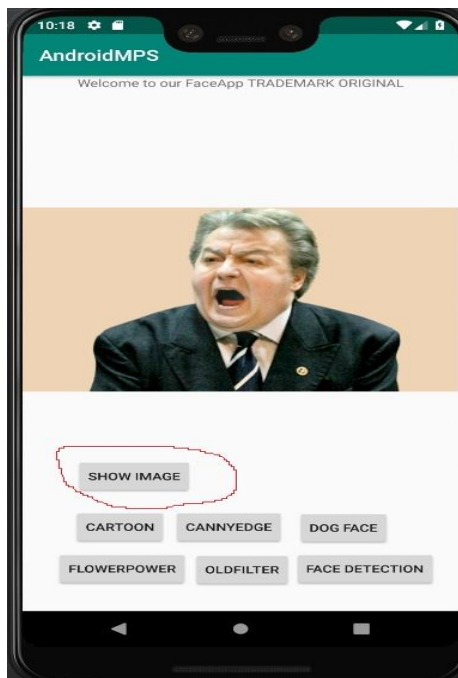 10:18
AndroidMPS
Welcome to our FaceApp TRADEMARK ORIGINAL
SHOW IMAGE
CARTOON CANNYEDGE DOG FACE
FLOWERPOWER OLDFILTER FACE DETECTION